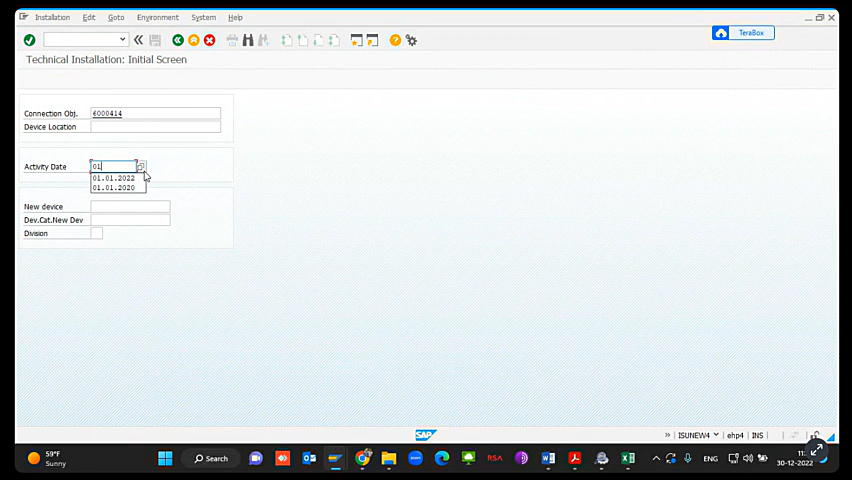 Installation Edit Goto Environment System Help
TeraBox
Technical Installation: Initial Screen
Connection Obj. 6000414
Device Location
Activity Date 01
01.01.2022
01.01.2020
New device
Dev.Cat.New Dev
Division
SAP
» ISUNEW4 ehp4 INS
59°F
Sunny
Search
RSA
ENG
30-12-2022